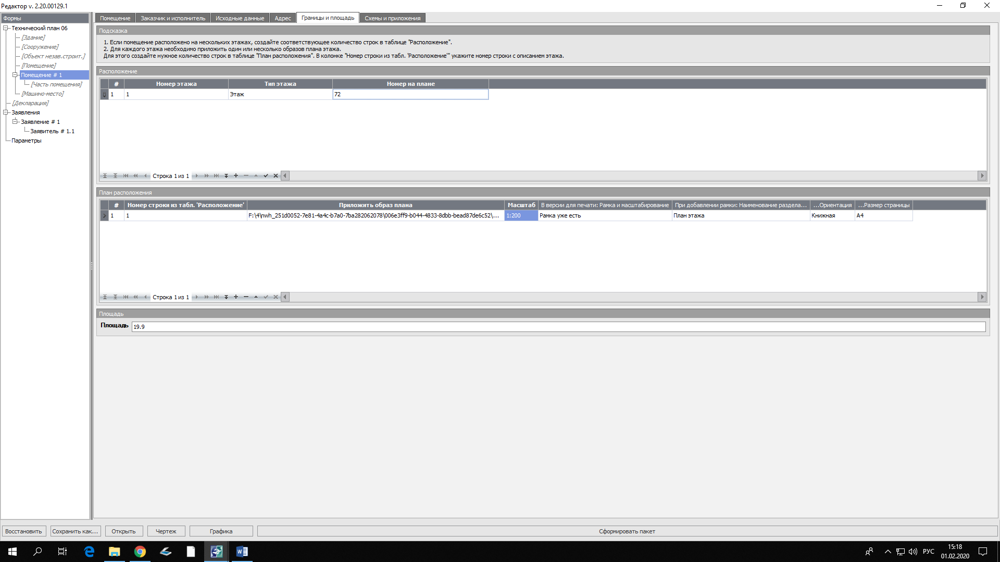 Редактор v. 2.20.00129.1
Формы
Технический план 06
[Здание]
[Сооружение]
[Объект незав.строит.]
[Помещение]
Помещение # 1
[Часть помещения]
[Машино-место]
[Декларация]
Заявления
Заявление # 1
Заявитель # 1.1
Параметры
Помещение Заказчик и исполнитель Исходные данные Адрес Границы и площадь Схемы и приложения
Подсказка
1. Если помещение расположено на нескольких этажах, создайте соответствующее количество строк в таблице "Расположение".
2. Для каждого этажа необходимо приложить один или несколько образов плана этажа.
Для этого создайте нужное количество строк в таблице "План расположения". В колонке "Номер строки из табл. 'Расположение'" укажите номер строки с описанием этажа.
Расположение
# Номер этажа Тип этажа Номер на плане
1 1 Этаж 72
Строка 1 из 1
План расположения
# Номер строки из табл. 'Расположение' Приложить образ плана Масштаб В версии для печати: Рамка и масштабирование При добавлении рамки: Наименование раздела... ...Ориентация ...Размер страницы
1 1 F:\4\nwh_251d0052-7e81-4a4c-b7a0-7ba282062078\006e3ff9-b044-4833-8dbb-bead87de6c52\... 1:200 Рамка уже есть План этажа Книжная A4
Строка 1 из 1
Площадь
Площадь 19.9
Восстановить Сохранить как... Открыть Чертеж Графика Сформировать пакет
РУС 15:18
01.02.2020